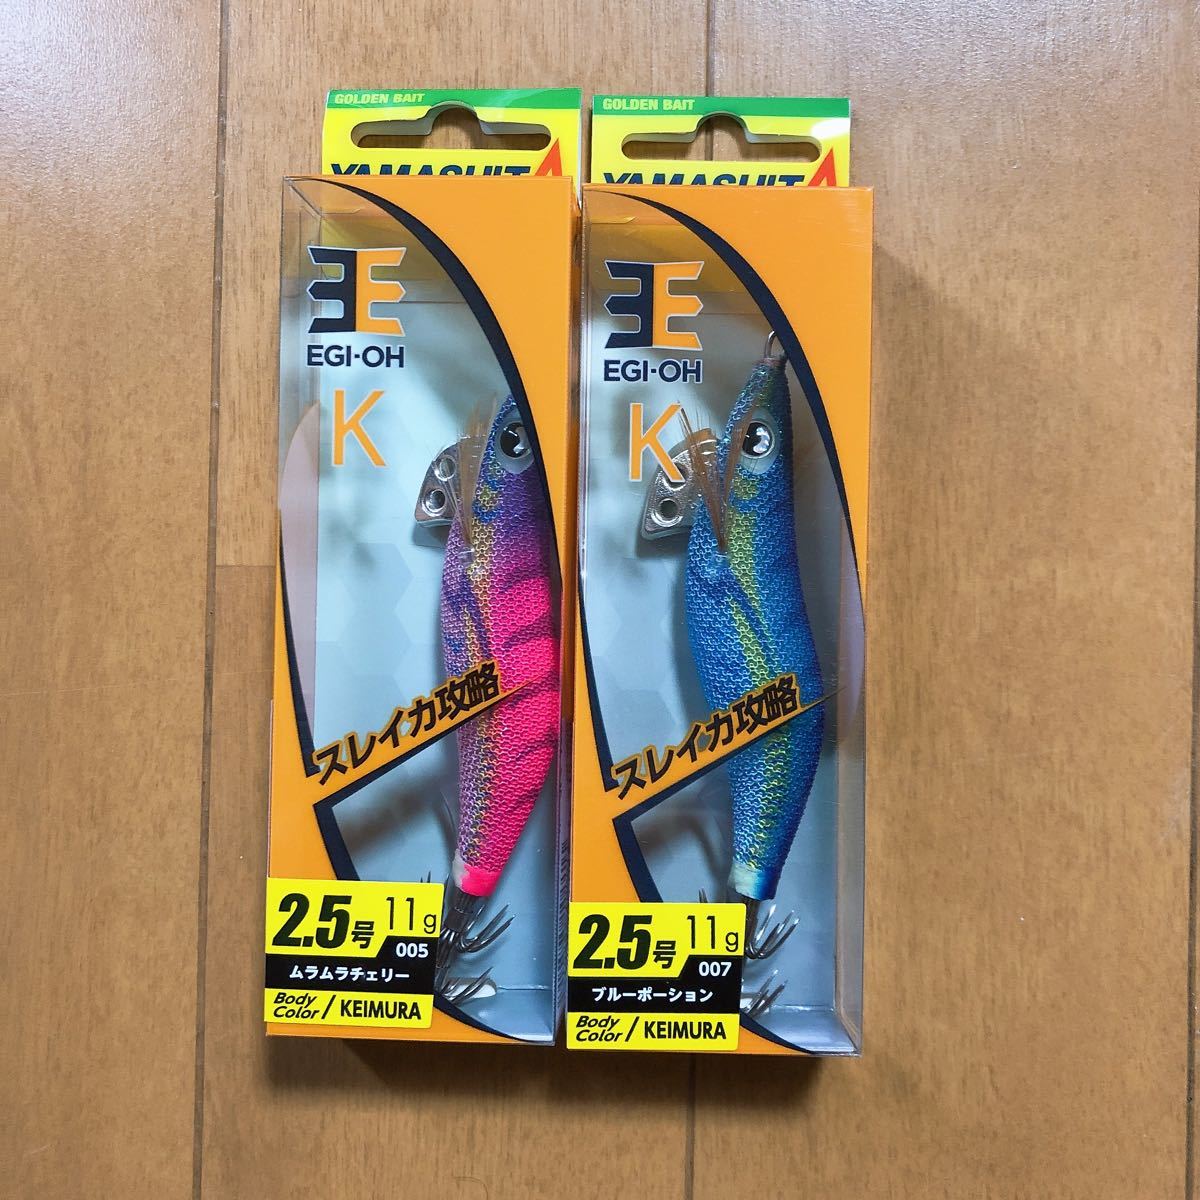 GOLDEN BAIT
YAMASHITA
EGI-OH
K
スレイカ攻略
2.5号 11g
005
ムラムラチェリー
Body Color / KEIMURA
GOLDEN BAIT
YAMASHITA
EGI-OH
K
スレイカ攻略
2.5号 11g
007
ブルーポーション
Body Color / KEIMURA